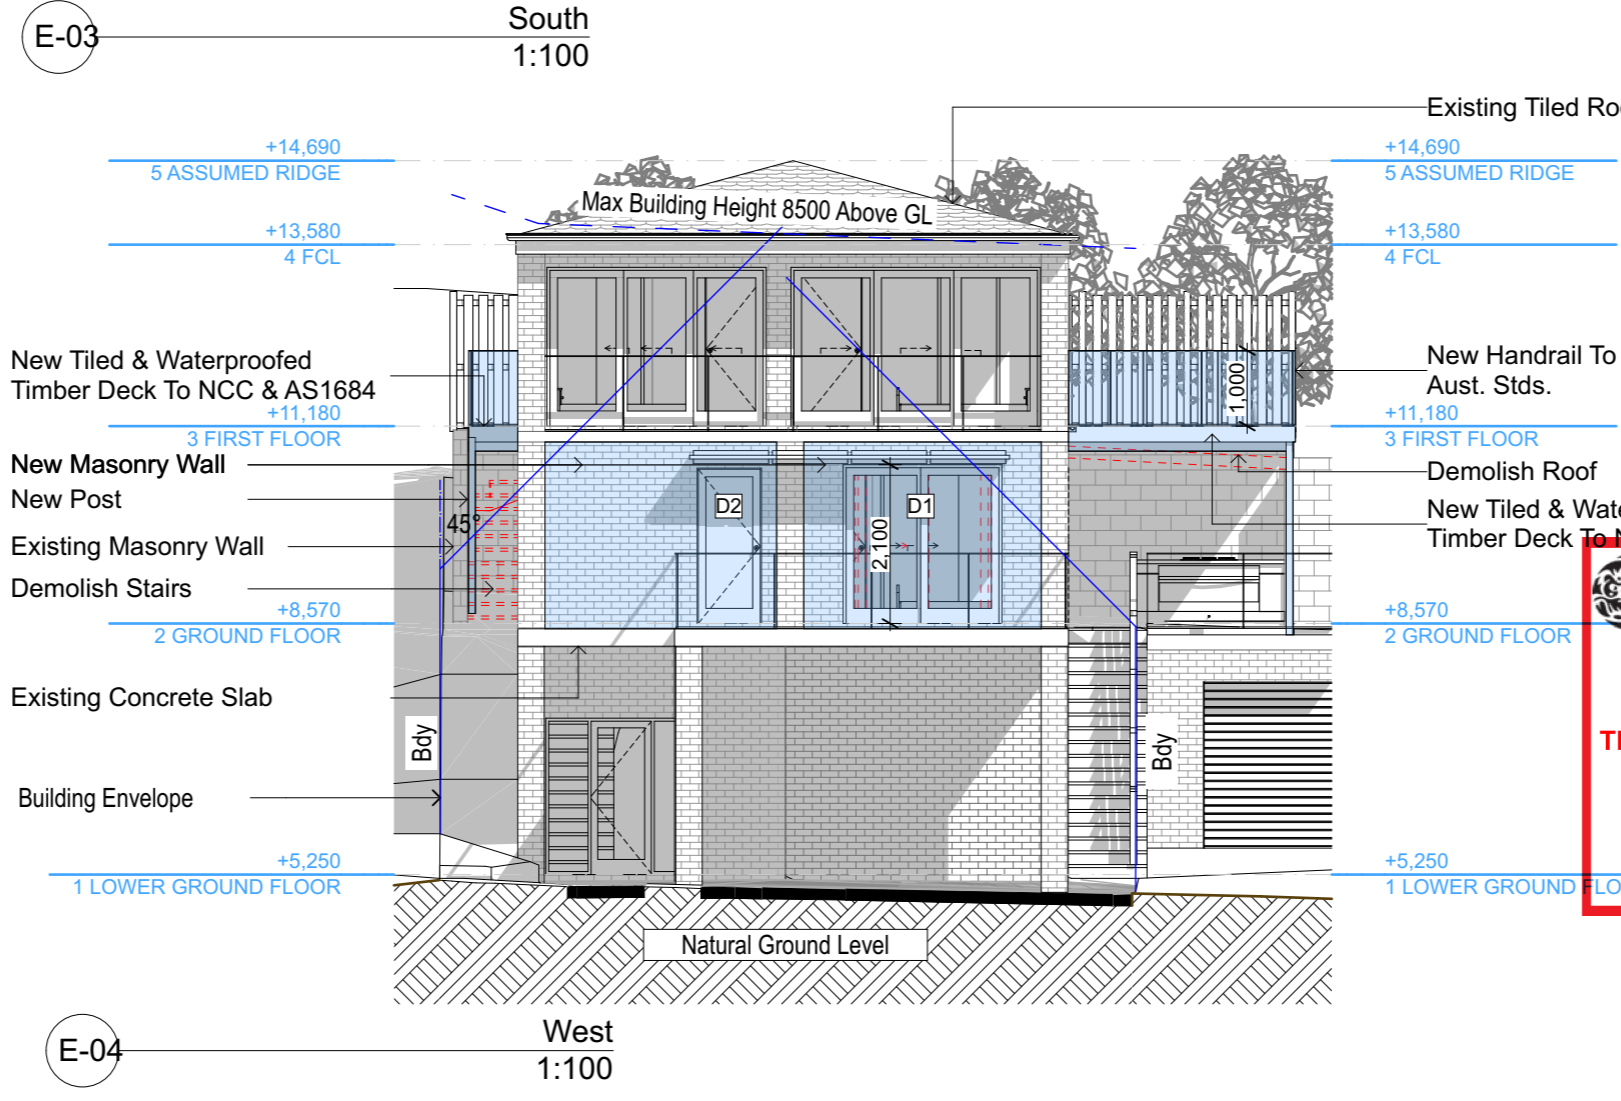 E-03
South
1:100
Existing Tiled Ro
+14,690
5 ASSUMED RIDGE
+14,690
5 ASSUMED RIDGE
Max Building Height 8500 Above GL
+13,580
4 FCL
+13,580
4 FCL
New Tiled & Waterproofed
Timber Deck To NCC & AS1684
New Handrail To
Aust. Stds.
1,000
+11,180
3 FIRST FLOOR
+11,180
3 FIRST FLOOR
New Masonry Wall
Demolish Roof
New Post
New Tiled & Wate
Timber Deck To N
D2
D1
45°
2,100
Existing Masonry Wall
Demolish Stairs
+8,570
2 GROUND FLOOR
+8,570
2 GROUND FLOOR
Existing Concrete Slab
Bdy
Bdy
TI
Building Envelope
+5,250
1 LOWER GROUND FLOOR
+5,250
1 LOWER GROUND FLO
Natural Ground Level
E-04
West
1:100